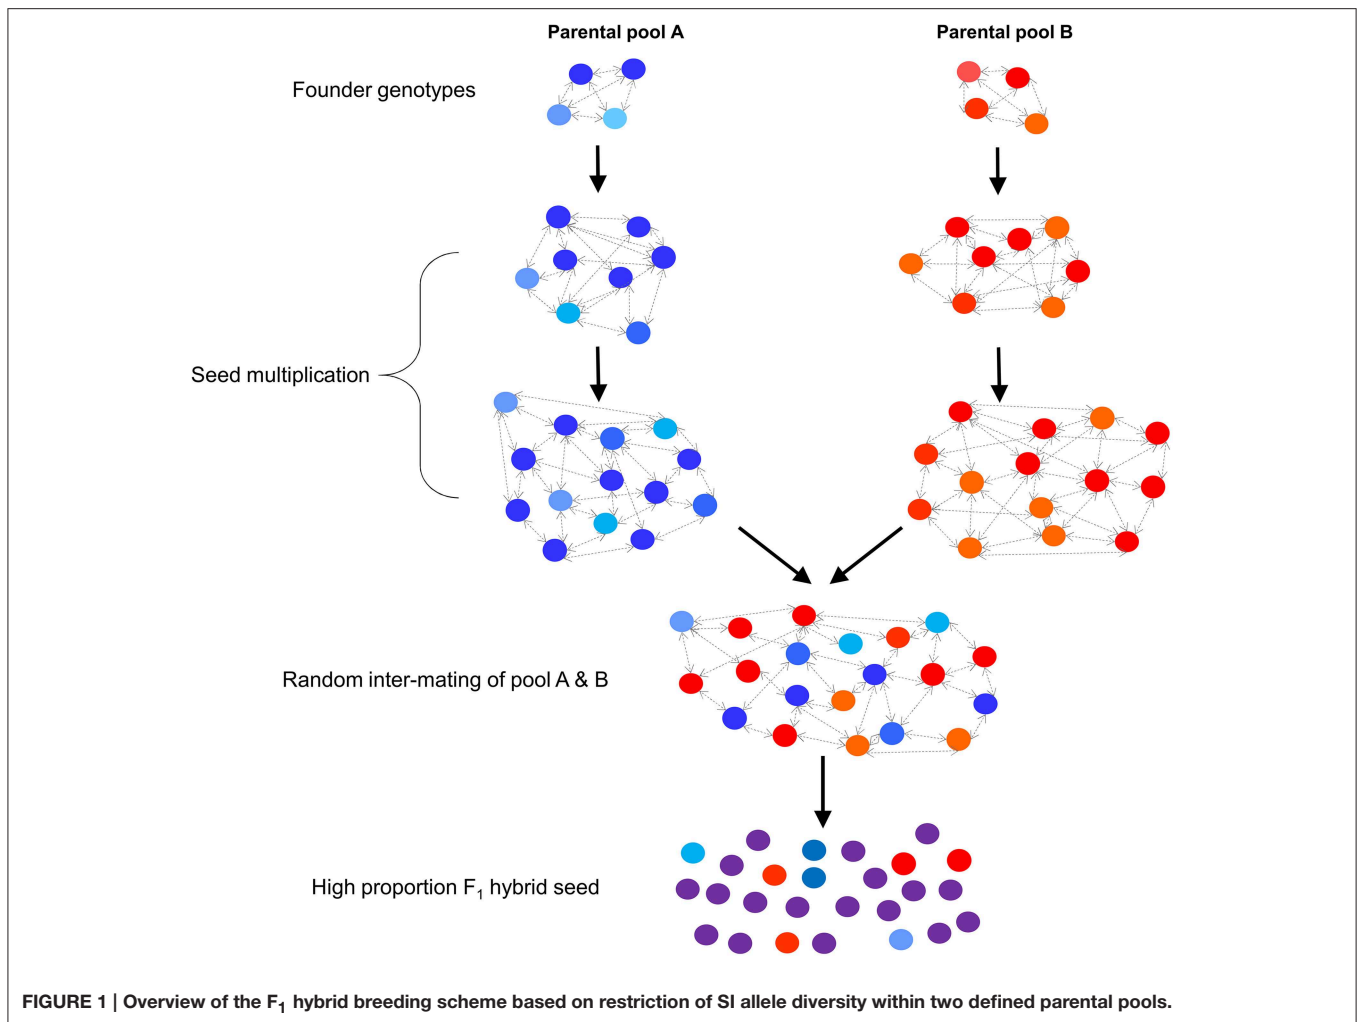 Parental pool A
Parental pool B
Founder genotypes
Seed multiplication
Random inter-mating of pool A & B
High proportion F1 hybrid seed
FIGURE 1 | Overview of the F1 hybrid breeding scheme based on restriction of SI allele diversity within two defined parental pools.